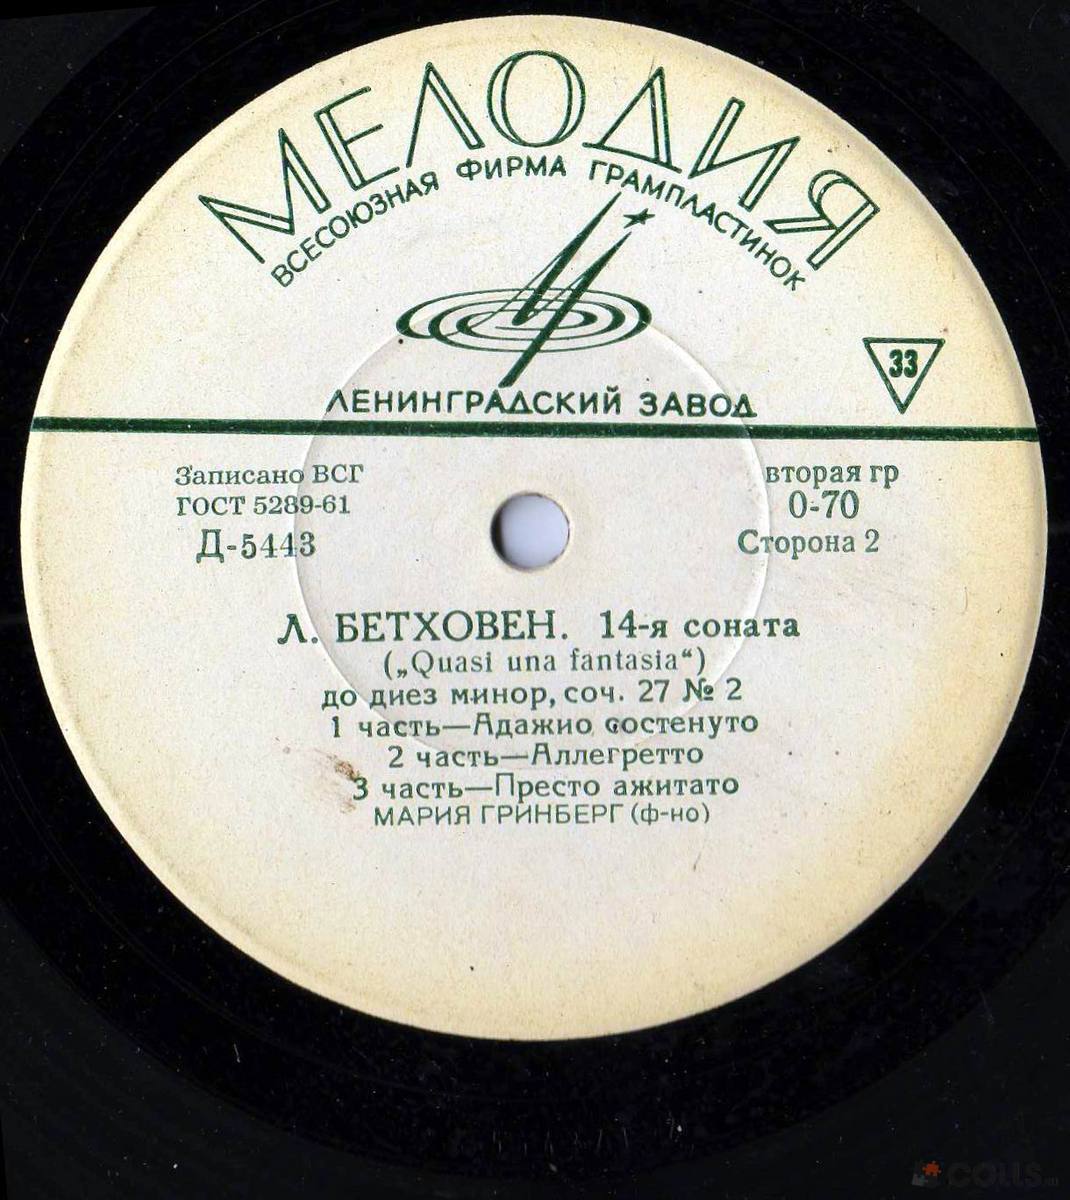 МЕЛОДИЯ
ВСЕСОЮЗНАЯ ФИРМА ГРАМПЛАСТИНОК
33
ЛЕНИНГРАДСКИЙ ЗАВОД
Записано ВСГ
ГОСТ 5289-61
Д-5443
вторая гр
0-70
Сторона 2
Л. БЕТХОВЕН. 14-я соната
(„Quasi una fantasia“)
до диез минор, соч. 27 № 2
1 часть—Адажио состенуто
2 часть—Аллегретто
3 часть—Престо ажитато
МАРИЯ ГРИНБЕРГ (ф-но)
COLLS